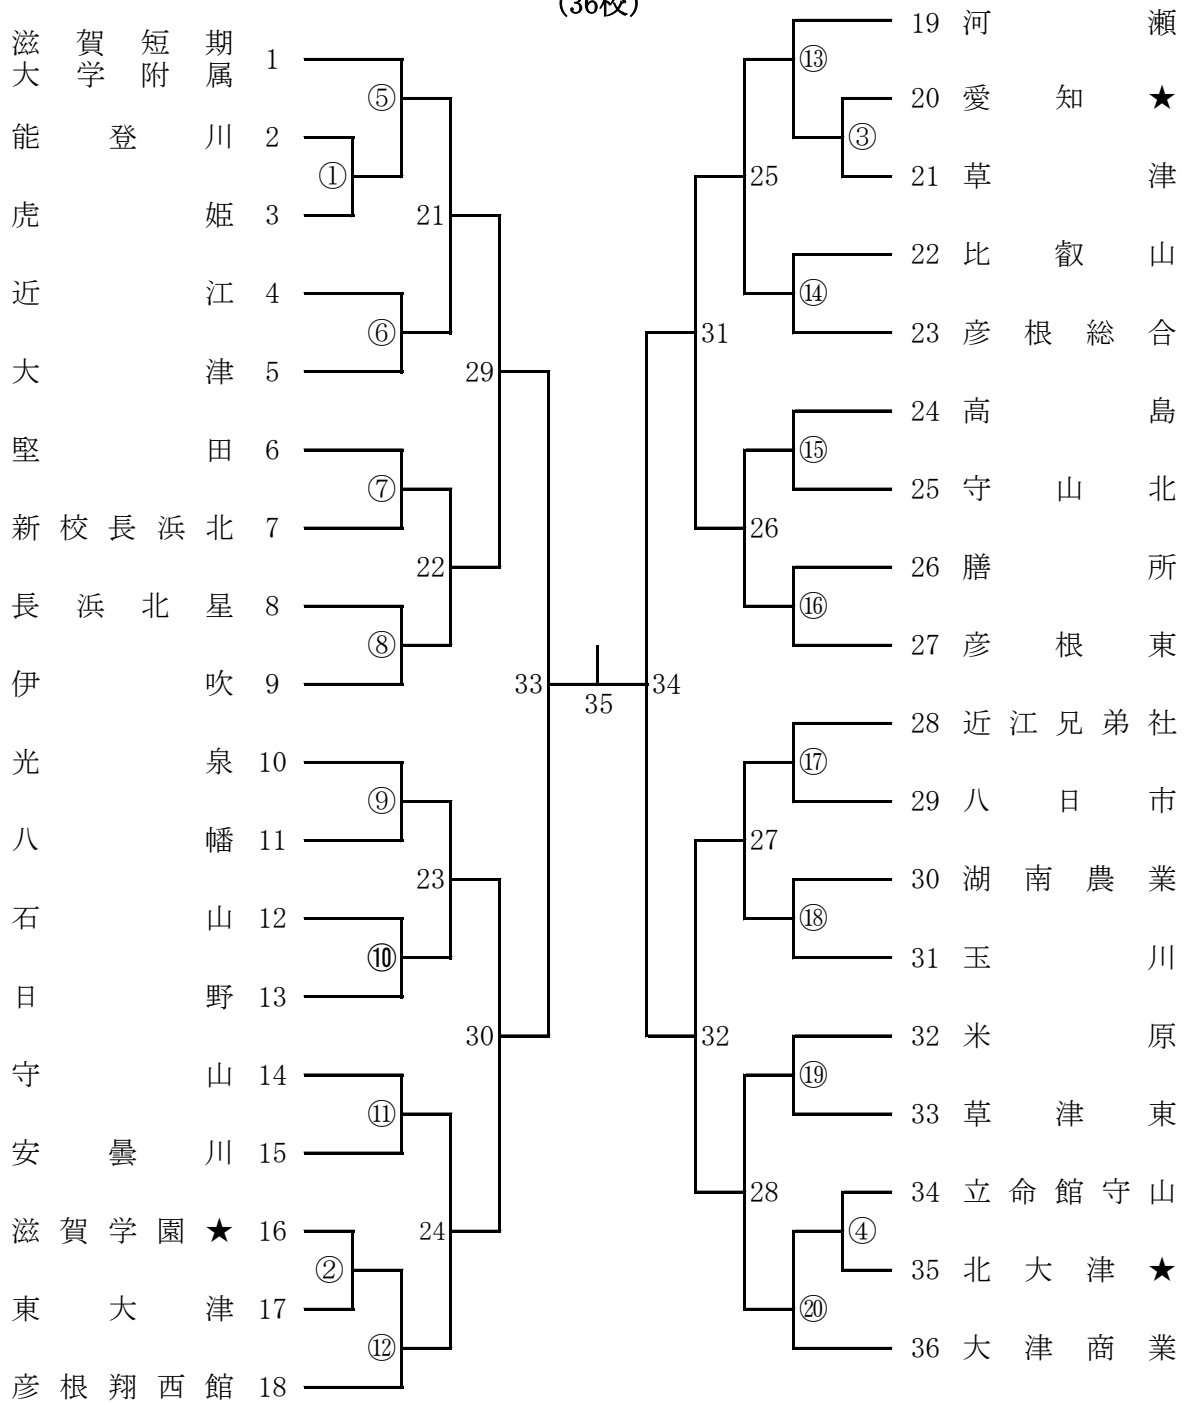 (36校)
滋賀短期
大学附属 1
能登川 2
虎姫 3
近江 4
大津 5
堅田 6
新校長浜北 7
長浜北星 8
伊吹 9
光泉 10
八幡 11
石山 12
日野 13
守山 14
安曇川 15
滋賀学園★ 16
東大津 17
彦根翔西館 18
①
②
⑤
⑥
⑦
⑧
⑨
⑩
⑪
⑫
21
22
23
24
29
30
33
35
34
31
32
25
26
27
28
⑬
⑭
⑮
⑯
⑰
⑱
⑲
⑳
③
④
19 河瀬
20 愛知★
21 草津
22 比叡山
23 彦根総合
24 高島
25 守山北
26 膳所
27 彦根東
28 近江兄弟社
29 八日市
30 湖南農業
31 玉川
32 米原
33 草津東
34 立命館守山
35 北大津★
36 大津商業